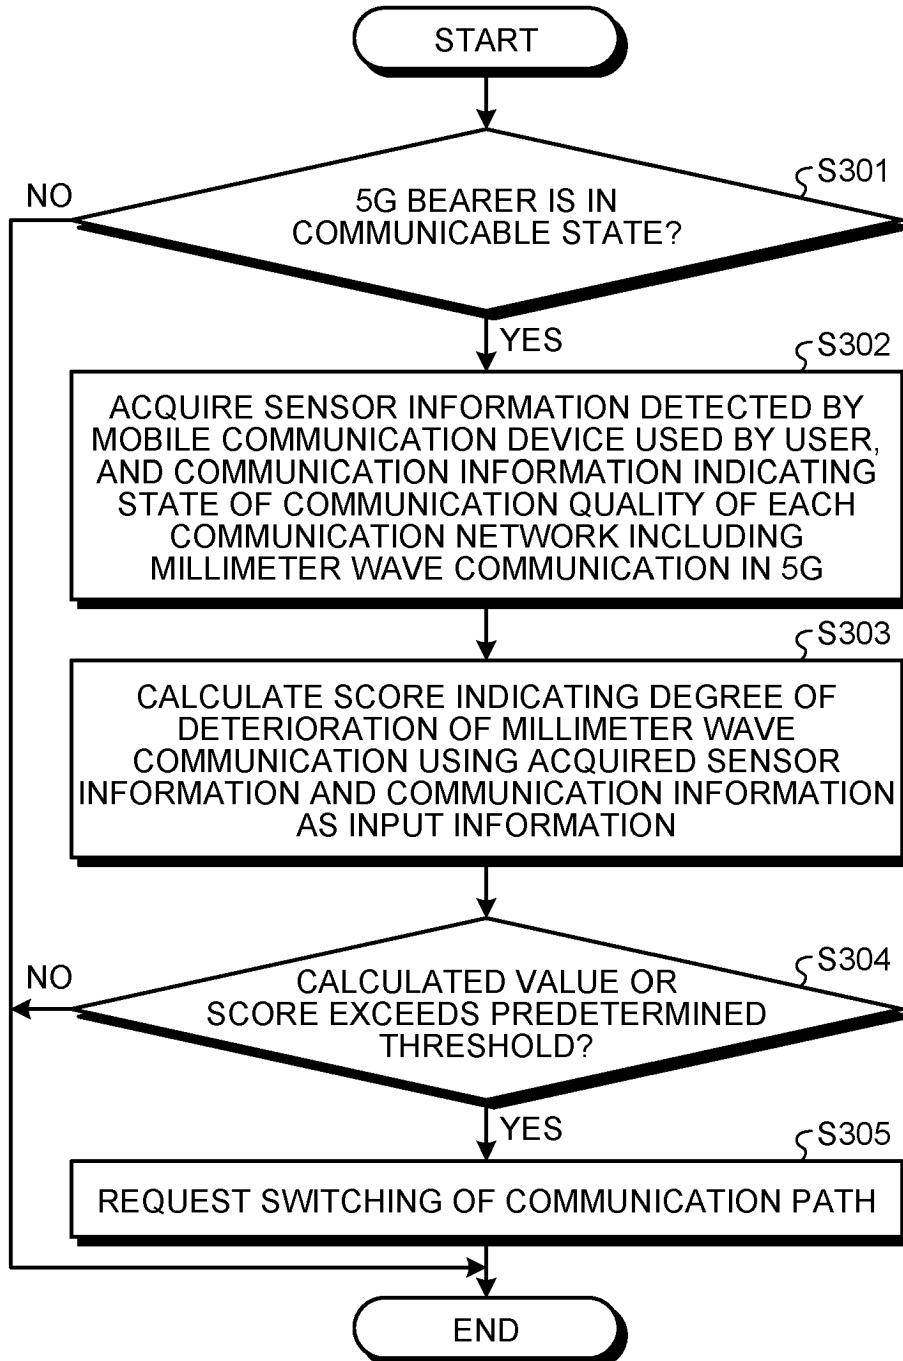 START
NO
S301
5G BEARER IS IN
COMMUNICABLE STATE?
YES
S302
ACQUIRE SENSOR INFORMATION DETECTED BY
MOBILE COMMUNICATION DEVICE USED BY USER,
AND COMMUNICATION INFORMATION INDICATING
STATE OF COMMUNICATION QUALITY OF EACH
COMMUNICATION NETWORK INCLUDING
MILLIMETER WAVE COMMUNICATION IN 5G
S303
CALCULATE SCORE INDICATING DEGREE OF
DETERIORATION OF MILLIMETER WAVE
COMMUNICATION USING ACQUIRED SENSOR
INFORMATION AND COMMUNICATION INFORMATION
AS INPUT INFORMATION
NO
S304
CALCULATED VALUE OR
SCORE EXCEEDS PREDETERMINED
THRESHOLD?
YES
S305
REQUEST SWITCHING OF COMMUNICATION PATH
END